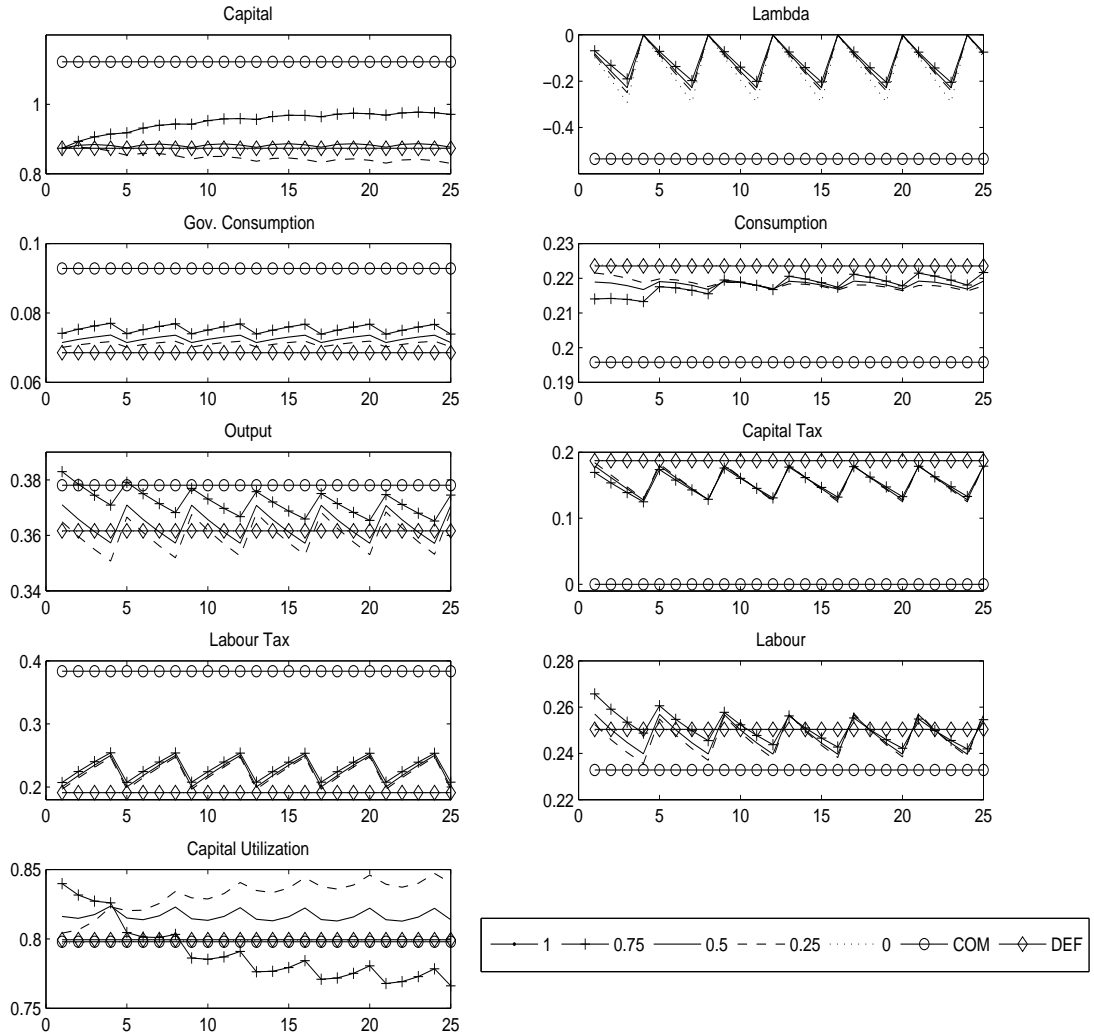 Capital
1
0.8
0 5 10 15 20 25
Lambda
0
−0.2
−0.4
0 5 10 15 20 25
Gov. Consumption
0.1
0.08
0.06
0 5 10 15 20 25
Consumption
0.23
0.22
0.21
0.2
0.19
0 5 10 15 20 25
Output
0.38
0.36
0.34
0 5 10 15 20 25
Capital Tax
0.2
0.1
0
0 5 10 15 20 25
Labour Tax
0.4
0.3
0.2
0 5 10 15 20 25
Labour
0.28
0.26
0.24
0.22
0 5 10 15 20 25
Capital Utilization
0.85
0.8
0.75
0 5 10 15 20 25
1 0.75 0.5 0.25 0 COM DEF